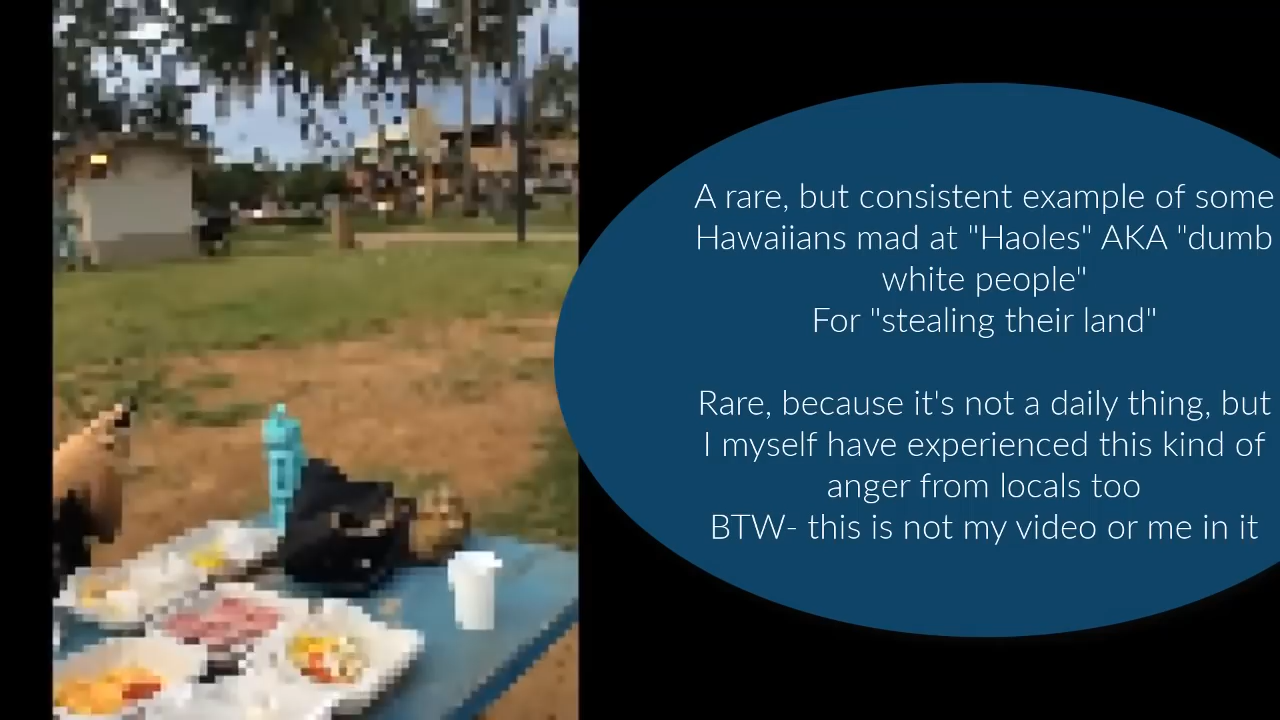 A rare, but consistent example of some
Hawaiians mad at "Haoles" AKA "dumb
white people"
For "stealing their land"
Rare, because it's not a daily thing, but
I myself have experienced this kind of
anger from locals too
BTW- this is not my video or me in it